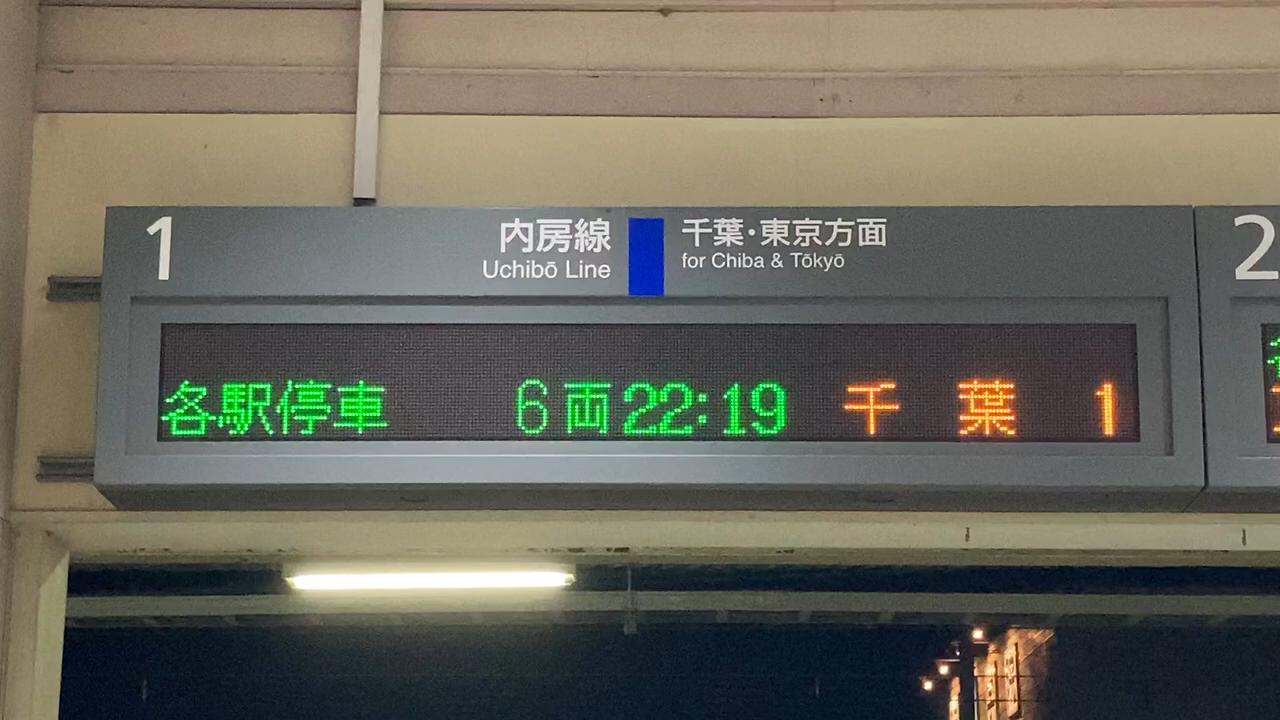 1
内房線
Uchibō Line
千葉・東京方面
for Chiba & Tōkyō
各駅停車 6両 22:19 千葉 1
2